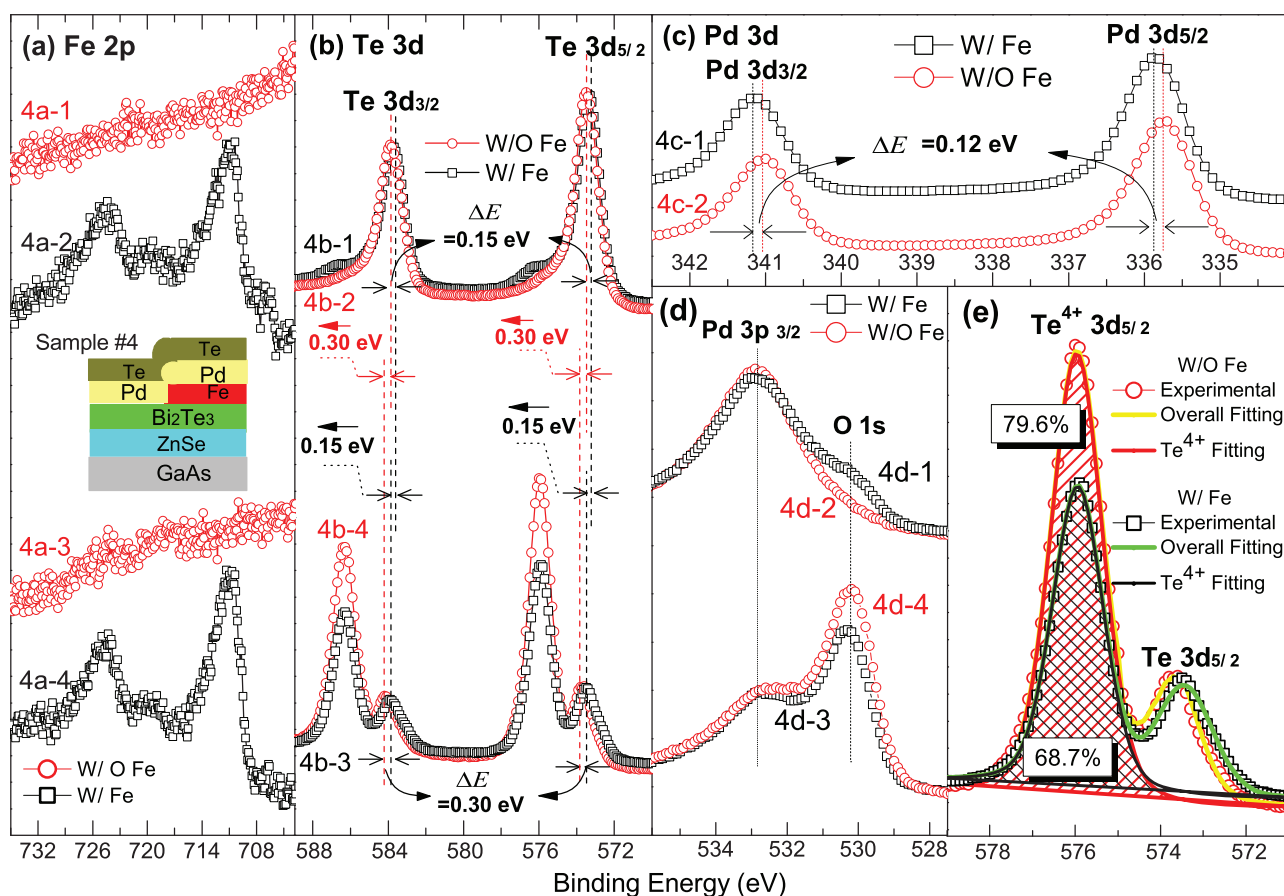 (a) Fe 2p
4a-1
4a-2
Sample #4
Te
Te
Pd
Pd
Fe
Bi2Te3
ZnSe
GaAs
4a-3
4a-4
W/ O Fe
W/ Fe
732 726 720 714 708
(b) Te 3d
Te 3d5/2
Te 3d3/2
W/O Fe
W/ Fe
4b-1
ΔE
=0.15 eV
4b-2
0.30 eV
0.30 eV
0.15 eV
0.15 eV
4b-4
4b-3
ΔE
=0.30 eV
588 584 580 576 572
(c) Pd 3d
Pd 3d3/2
W/ Fe
W/O Fe
Pd 3d5/2
4c-1
ΔE =0.12 eV
4c-2
342 341 340 339 338 337 336 335
(d)
W/ Fe
W/O Fe
Pd 3p 3/2
O 1s
4d-1
4d-2
4d-4
4d-3
534 532 530 528
(e)
Te4+ 3d5/2
W/O Fe
Experimental
Overall Fitting
Te4+ Fitting
W/ Fe
Experimental
Overall Fitting
Te4+ Fitting
79.6%
Te 3d5/2
68.7%
578 576 574 572
Binding Energy (eV)